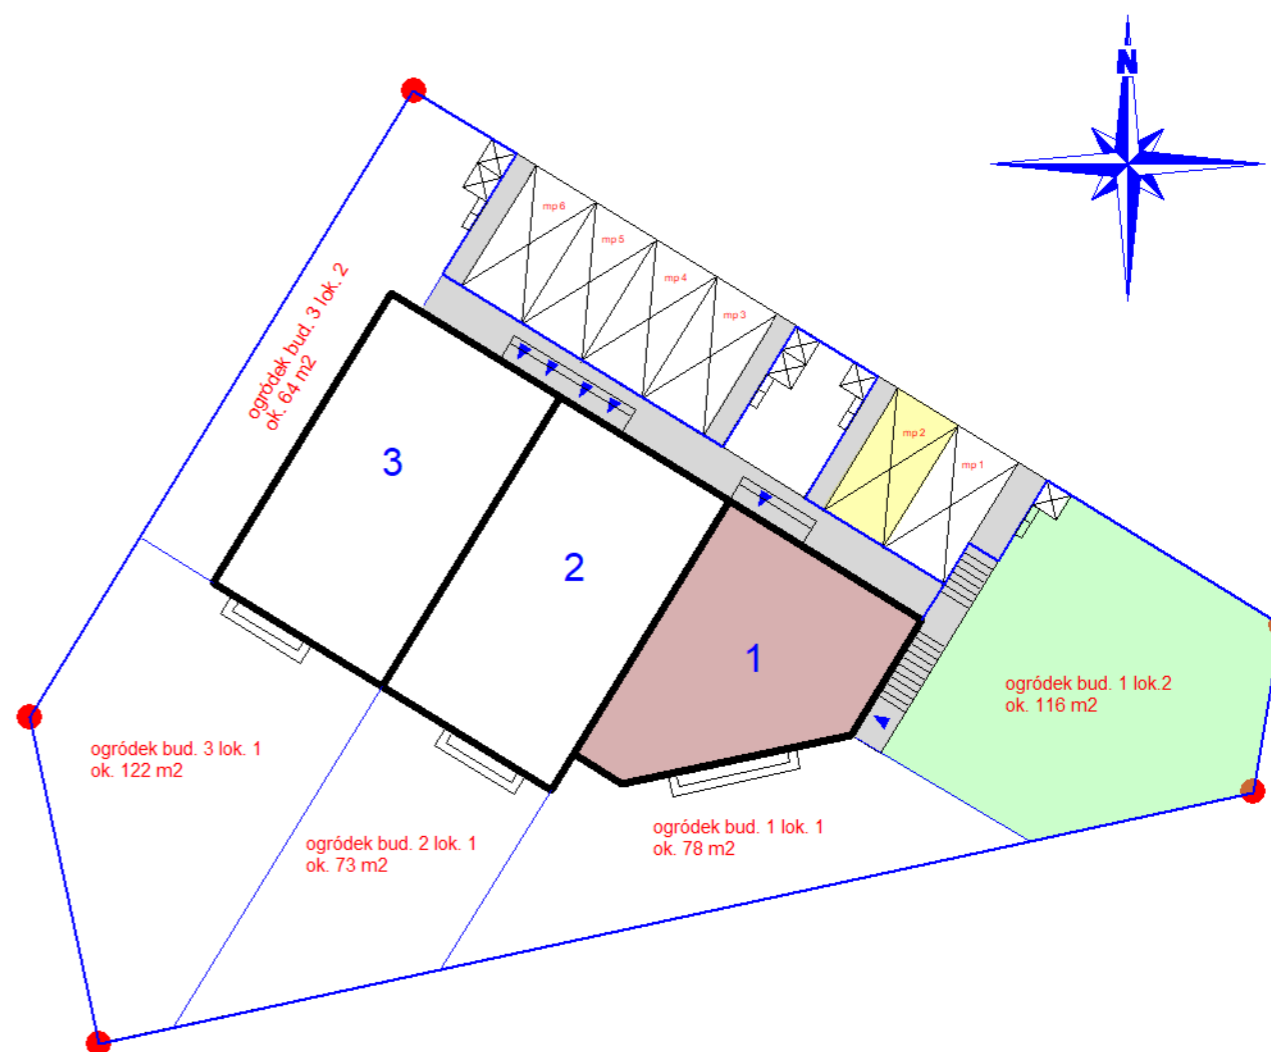 N
mp 6
mp 5
mp 4
mp 3
mp 2
mp 1
ogródek bud. 3 lok. 2
ok. 64 m2
3
2
1
ogródek bud. 1 lok.2
ok. 116 m2
ogródek bud. 3 lok. 1
ok. 122 m2
ogródek bud. 2 lok. 1
ok. 73 m2
ogródek bud. 1 lok. 1
ok. 78 m2